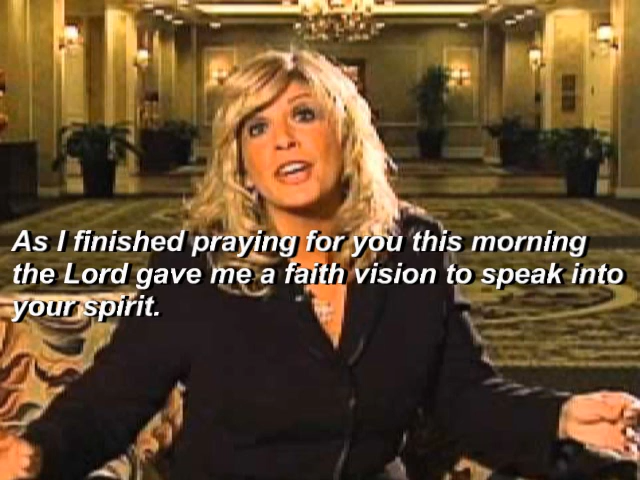 As I finished praying for you this morning
the Lord gave me a faith vision to speak into
your spirit.